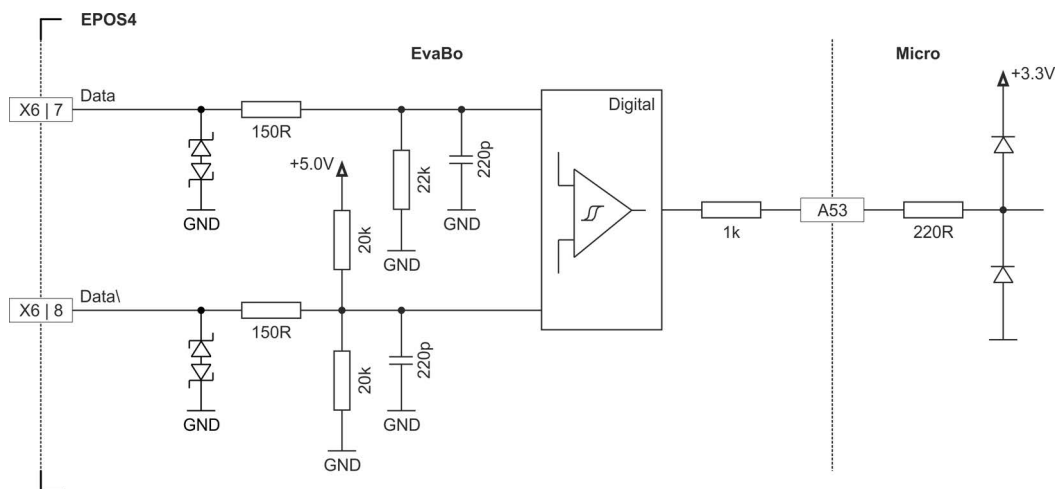 EPOS4
EvaBo
Micro
+3.3V
X6 | 7
Data
Digital
150R
22k
220p
+5.0V
GND
20k
GND
GND
A53
1k
220R
X6 | 8
Data\
150R
20k
220p
GND
GND
GND